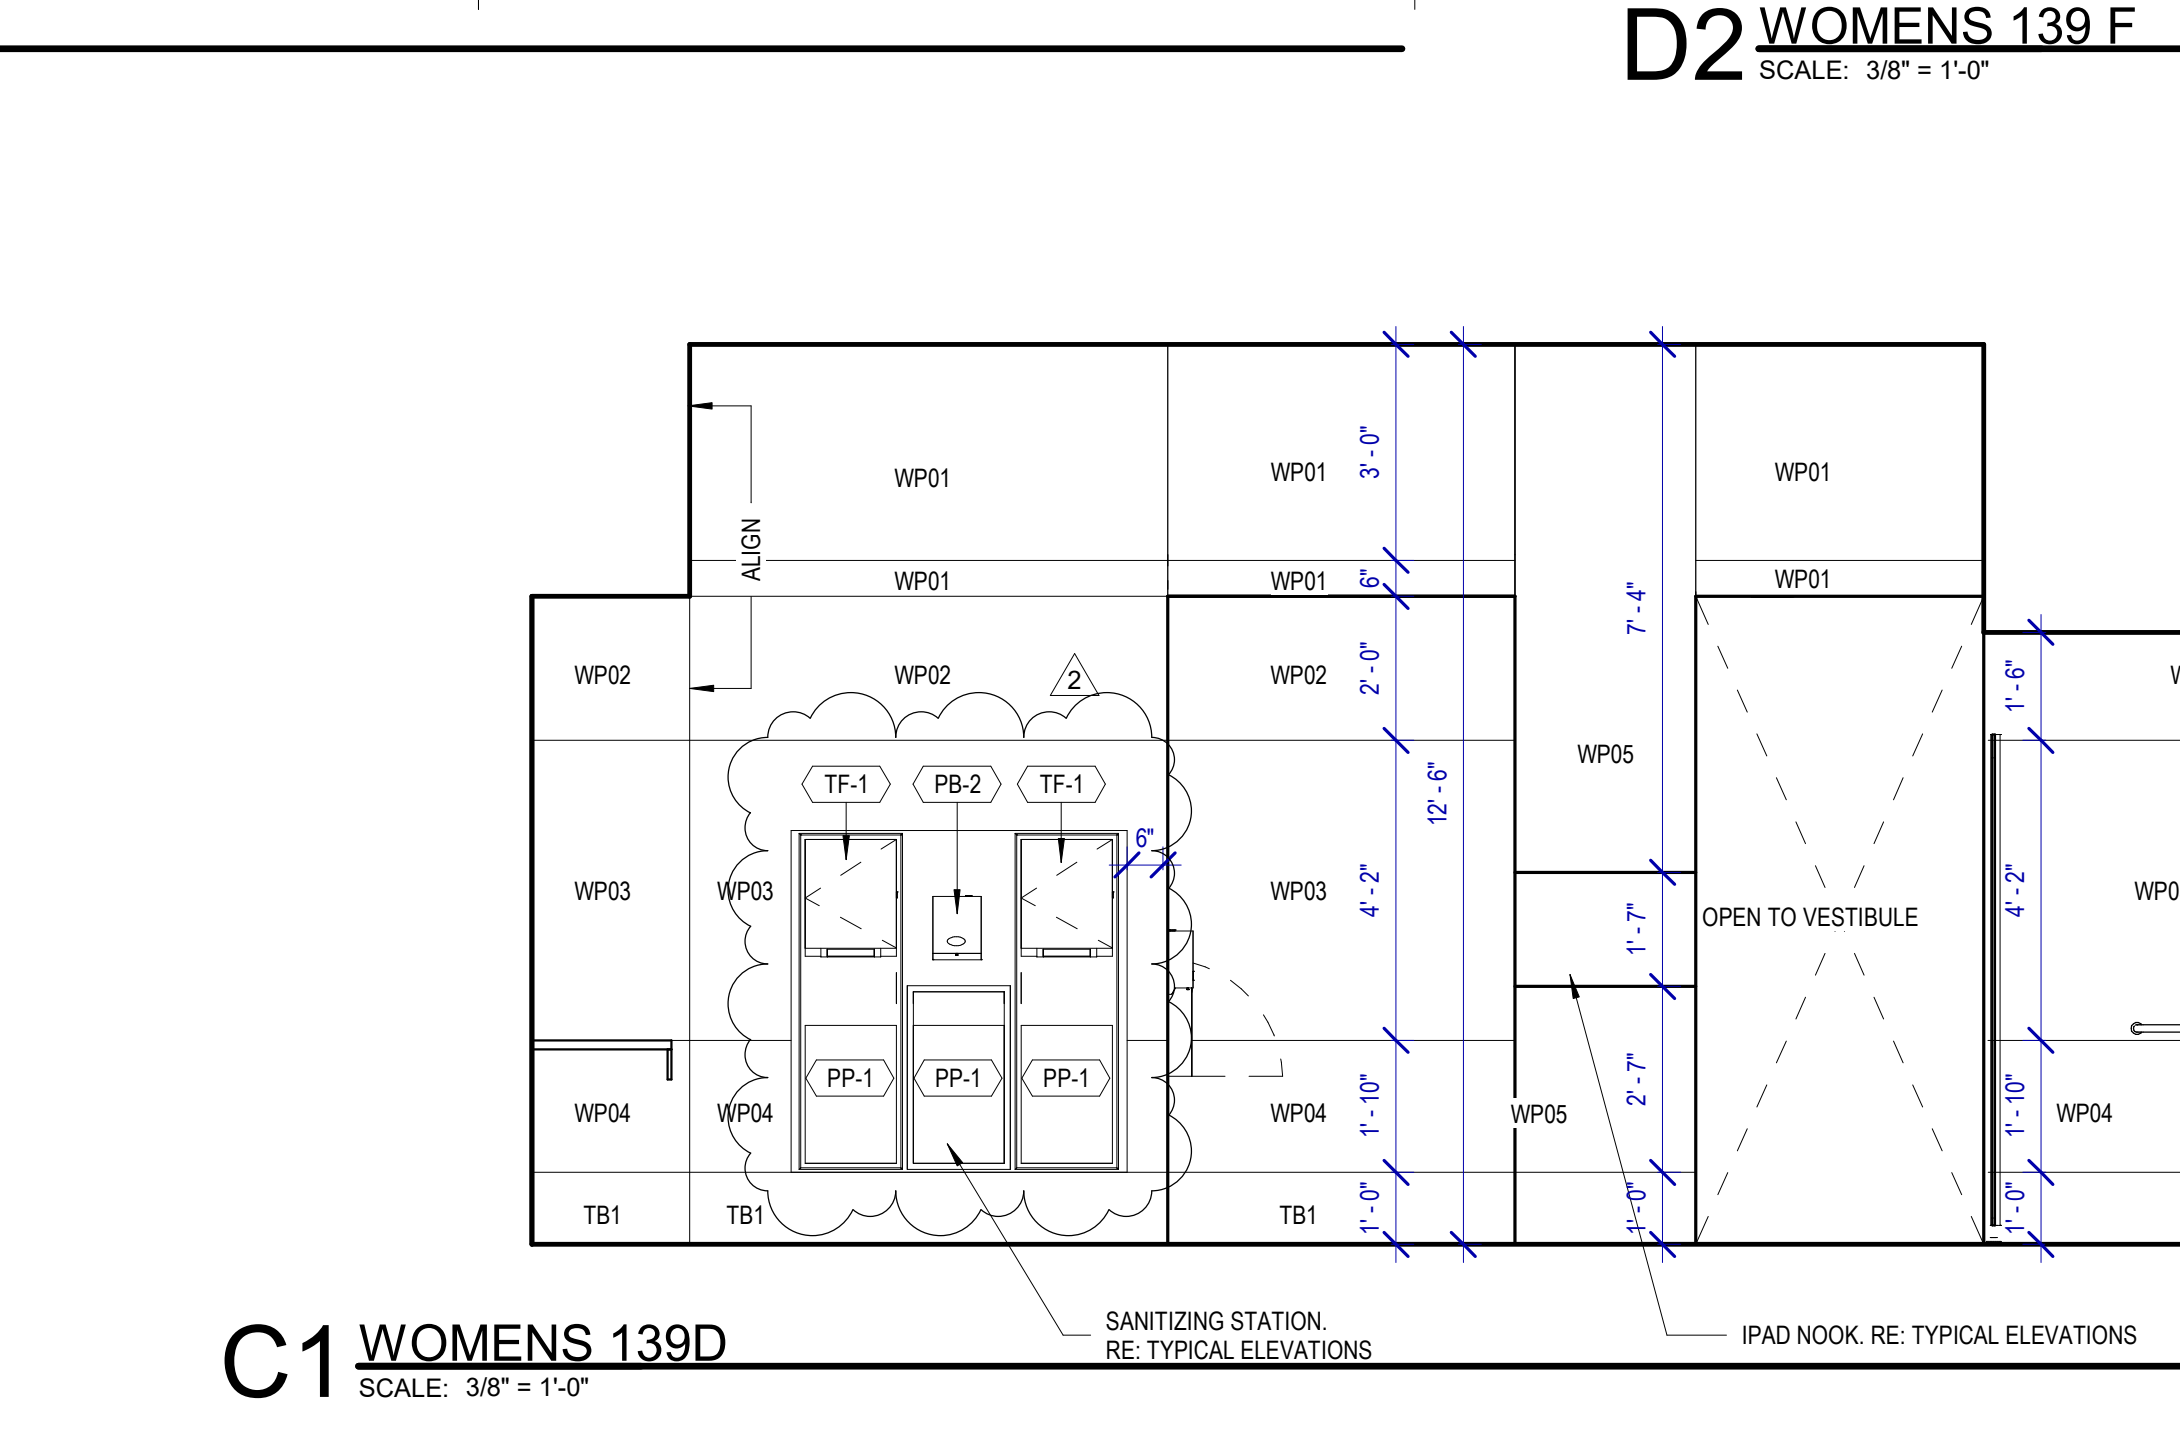 D2 WOMENS 139 F
SCALE: 3/8" = 1'-0"
WP01
WP01
3' - 0"
WP01
ALIGN
WP01
WP01
6"
WP01
7' - 4"
WP02
WP02
2
WP02
2' - 0"
1' - 6"
WP05
TF-1
PB-2
TF-1
12' - 6"
6"
WP03
WP03
WP03
4' - 2"
4' - 2"
OPEN TO VESTIBULE
1' - 7"
PP-1
PP-1
PP-1
2' - 7"
WP04
WP04
WP04
1' - 10"
WP05
1' - 10"
WP04
TB1
TB1
TB1
1' - 0"
1' - 0"
1' - 0"
SANITIZING STATION.
RE: TYPICAL ELEVATIONS
IPAD NOOK. RE: TYPICAL ELEVATIONS
C1 WOMENS 139D
SCALE: 3/8" = 1'-0"